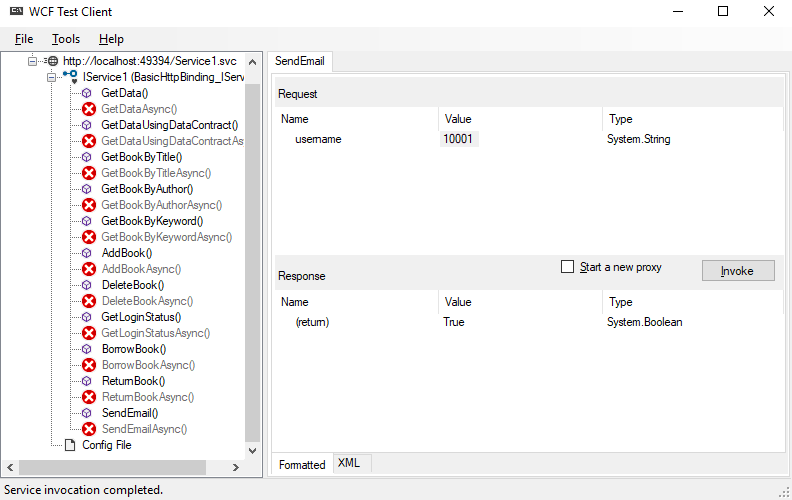 WCF Test Client
File Tools Help
http://localhost:49394/Service1.svc
IService1 (BasicHttpBinding_IServ
GetData()
GetDataAsync()
GetDataUsingDataContract()
GetDataUsingDataContractAs
GetBookByTitle()
GetBookByTitleAsync()
GetBookByAuthor()
GetBookByAuthorAsync()
GetBookByKeyword()
GetBookByKeywordAsync()
AddBook()
AddBookAsync()
DeleteBook()
DeleteBookAsync()
GetLoginStatus()
GetLoginStatusAsync()
BorrowBook()
BorrowBookAsync()
ReturnBook()
ReturnBookAsync()
SendEmail()
SendEmailAsync()
Config File
SendEmail
Request
Name Value Type
username 10001 System.String
Start a new proxy Invoke
Response
Name Value Type
(return) True System.Boolean
Formatted XML
Service invocation completed.